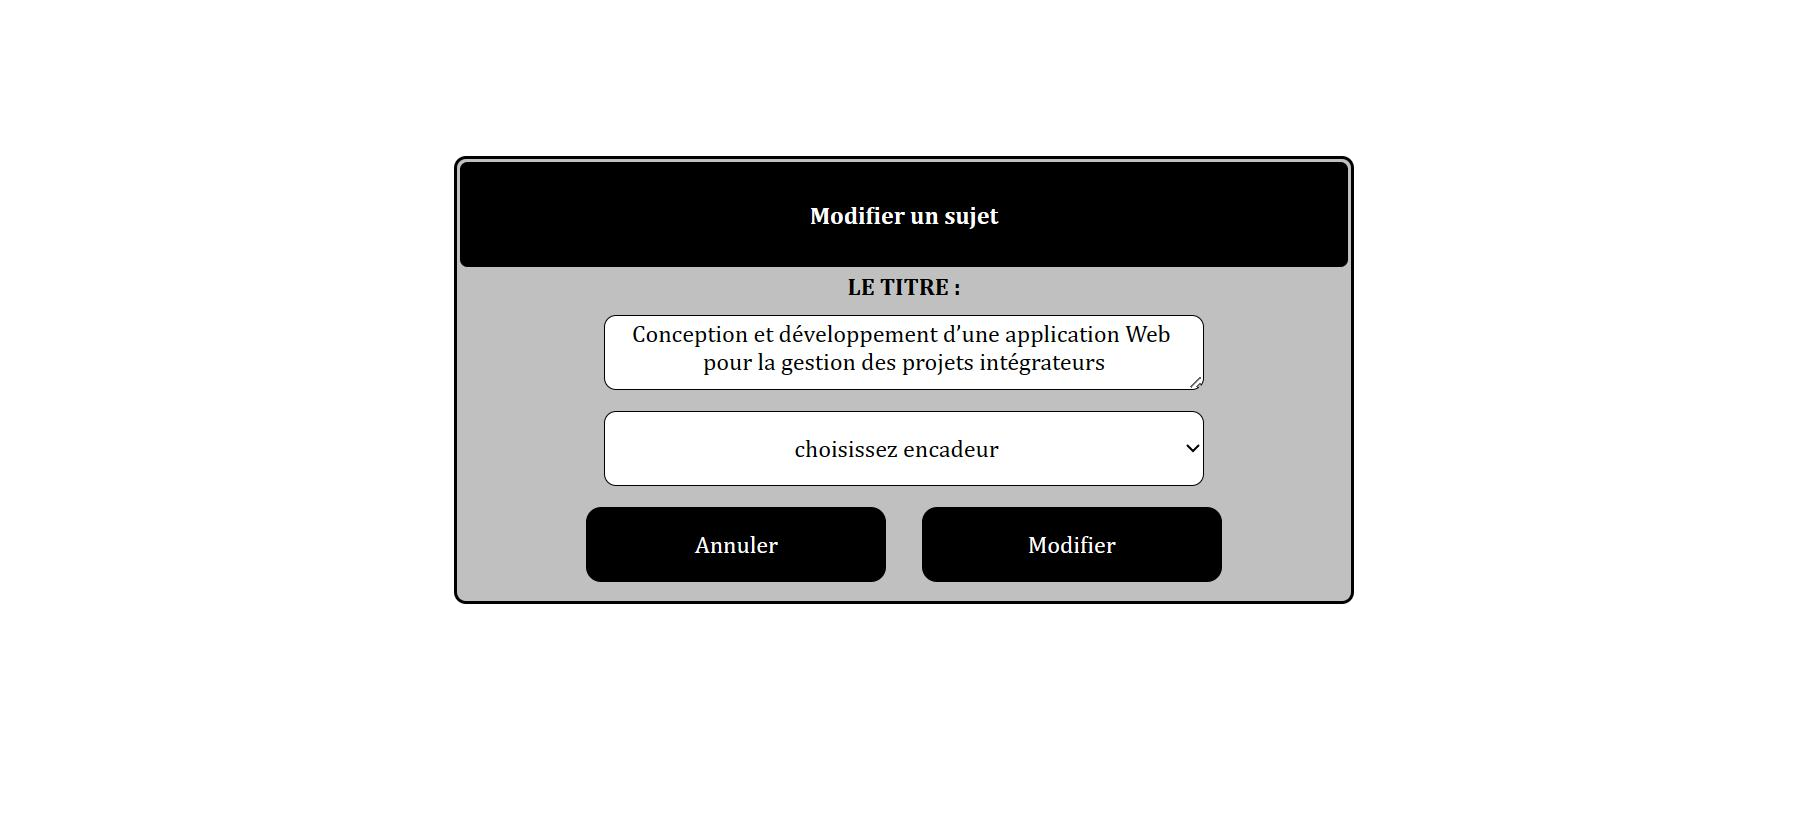 Modifier un sujet
LE TITRE :
Conception et développement d’une application Web
pour la gestion des projets intégrateurs
choisissez encadeur
Annuler
Modifier